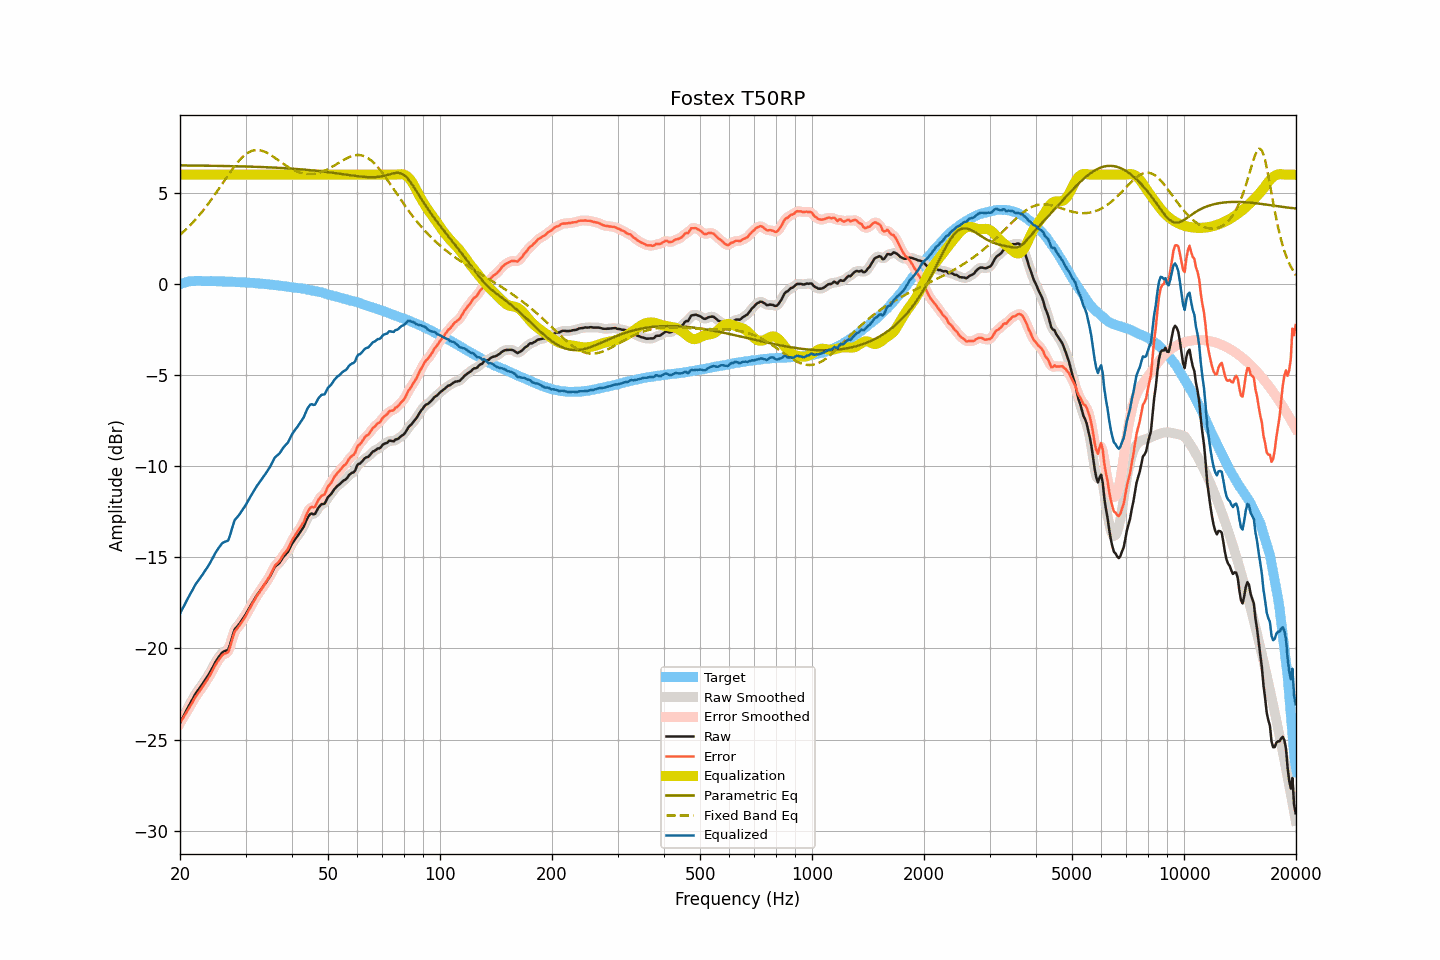 Fostex T50RP
Amplitude (dBr)
5
0
−5
−10
−15
−20
−25
−30
Target
Raw Smoothed
Error Smoothed
Raw
Error
Equalization
Parametric Eq
Fixed Band Eq
Equalized
20 50 100 200 500 1000 2000 5000 10000 20000
Frequency (Hz)